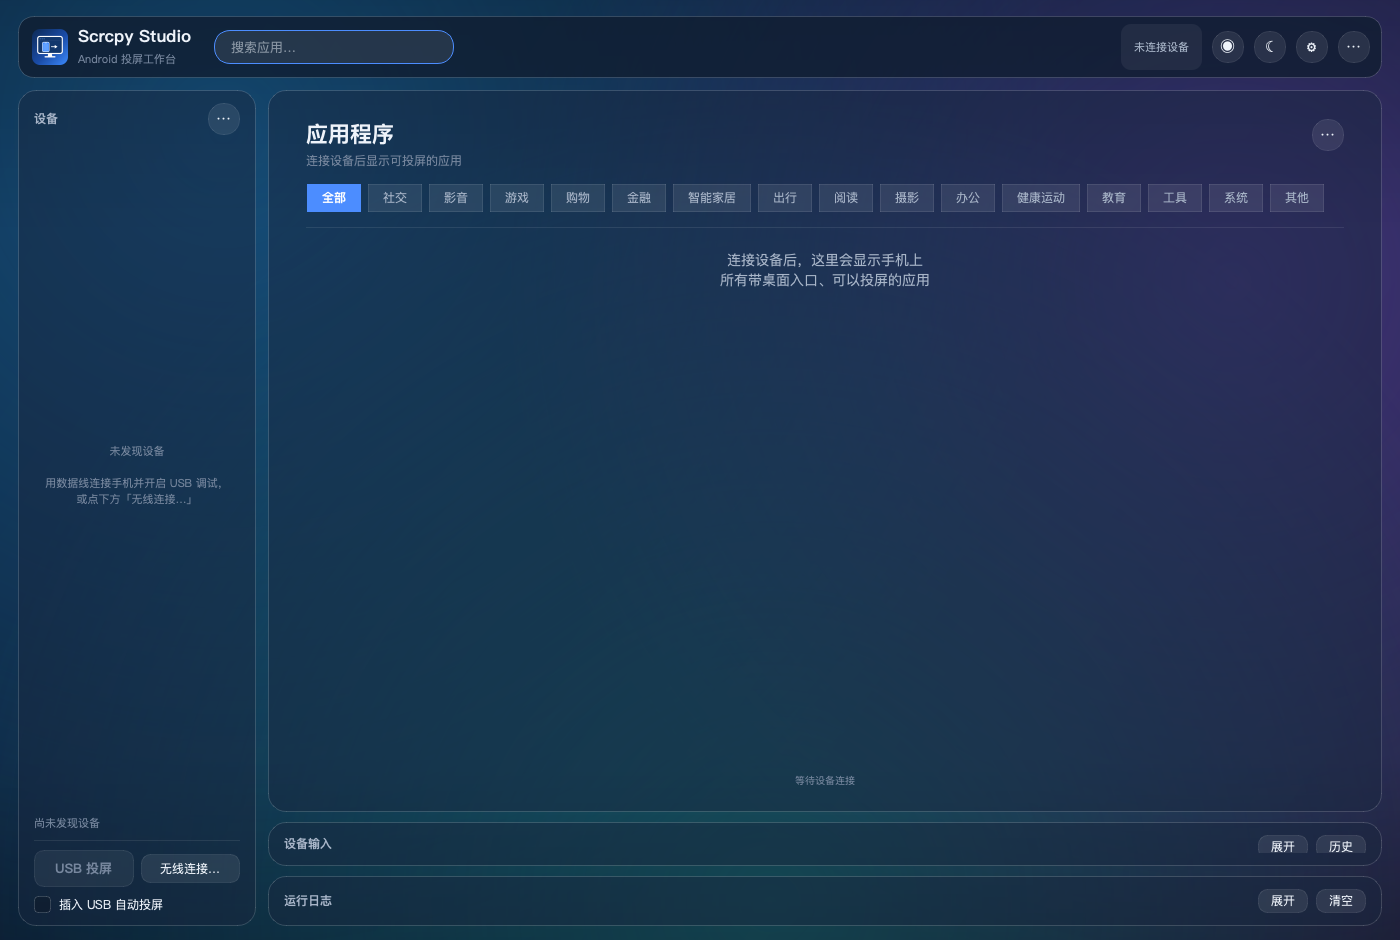 Scrcpy Studio
Android 投屏工作台
搜索应用...
未连接设备
设备
应用程序
连接设备后显示可投屏的应用
全部 社交 影音 游戏 购物 金融 智能家居 出行 阅读 摄影 办公 健康运动 教育 工具 系统 其他
连接设备后，这里会显示手机上
所有带桌面入口、可以投屏的应用
未发现设备
用数据线连接手机并开启 USB 调试，
或点下方「无线连接…」
等待设备连接
尚未发现设备
USB 投屏 无线连接...
插入 USB 自动投屏
设备输入 展开 历史
运行日志 展开 清空